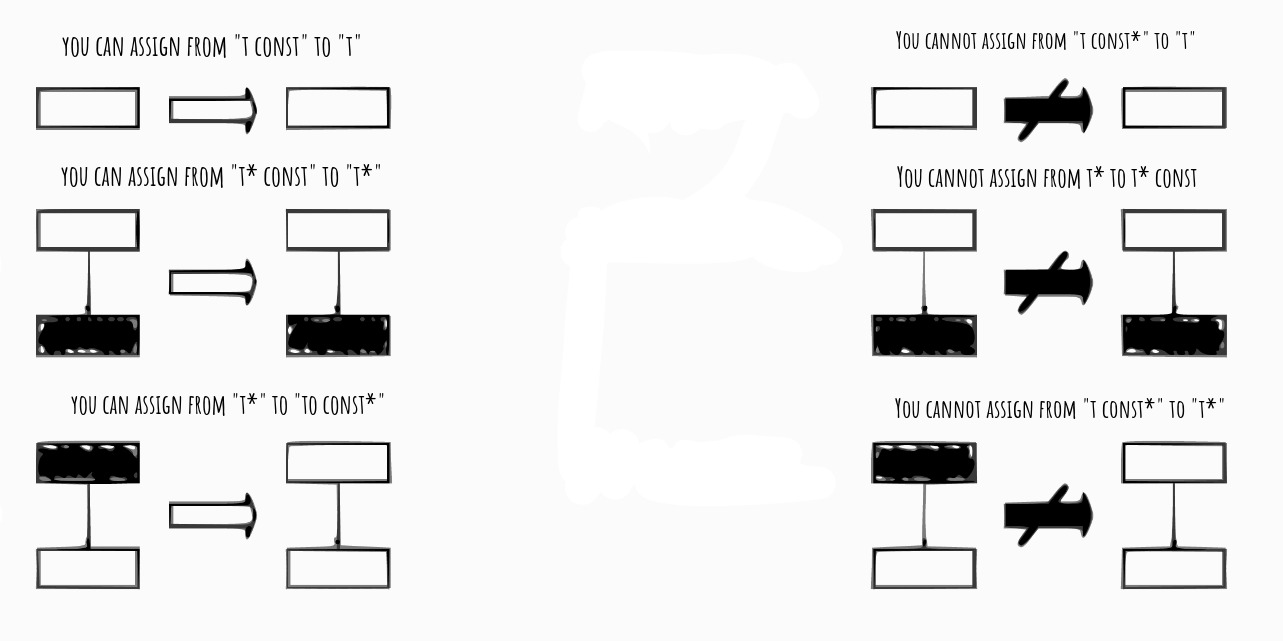 YOU CAN ASSIGN FROM "T CONST" TO "T"
YOU CAN ASSIGN FROM "T* CONST" TO "T*"
YOU CAN ASSIGN FROM "T*" TO "TO CONST*"
YOU CANNOT ASSIGN FROM "T CONST*" TO "T"
YOU CANNOT ASSIGN FROM T* TO T* CONST
YOU CANNOT ASSIGN FROM "T CONST*" TO "T*"